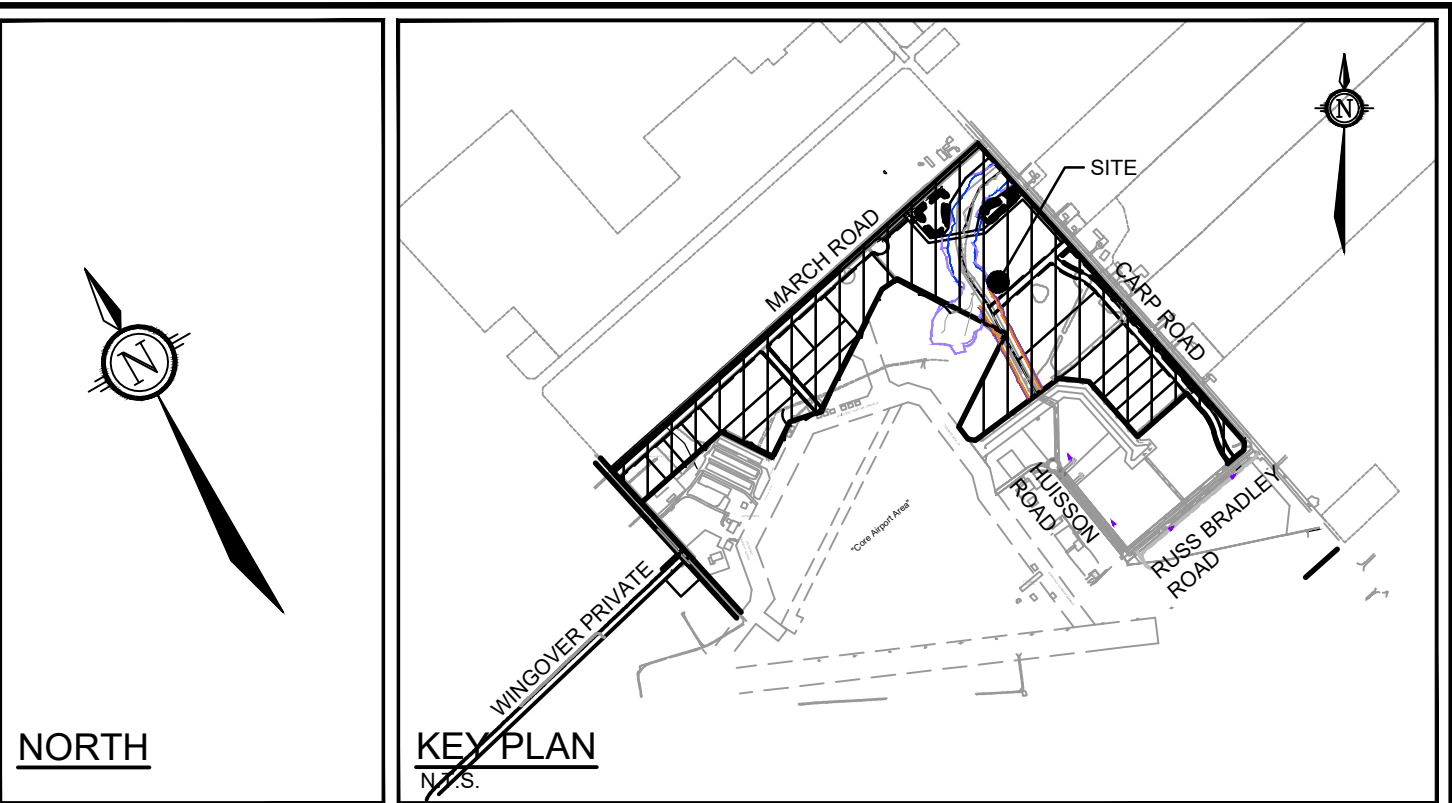 N
NORTH
N
SITE
MARCH ROAD
CARP ROAD
"Core Airport Area"
HUISSON
ROAD
RUSS BRADLEY
ROAD
WINGOVER PRIVATE
KEY PLAN
N.T.S.